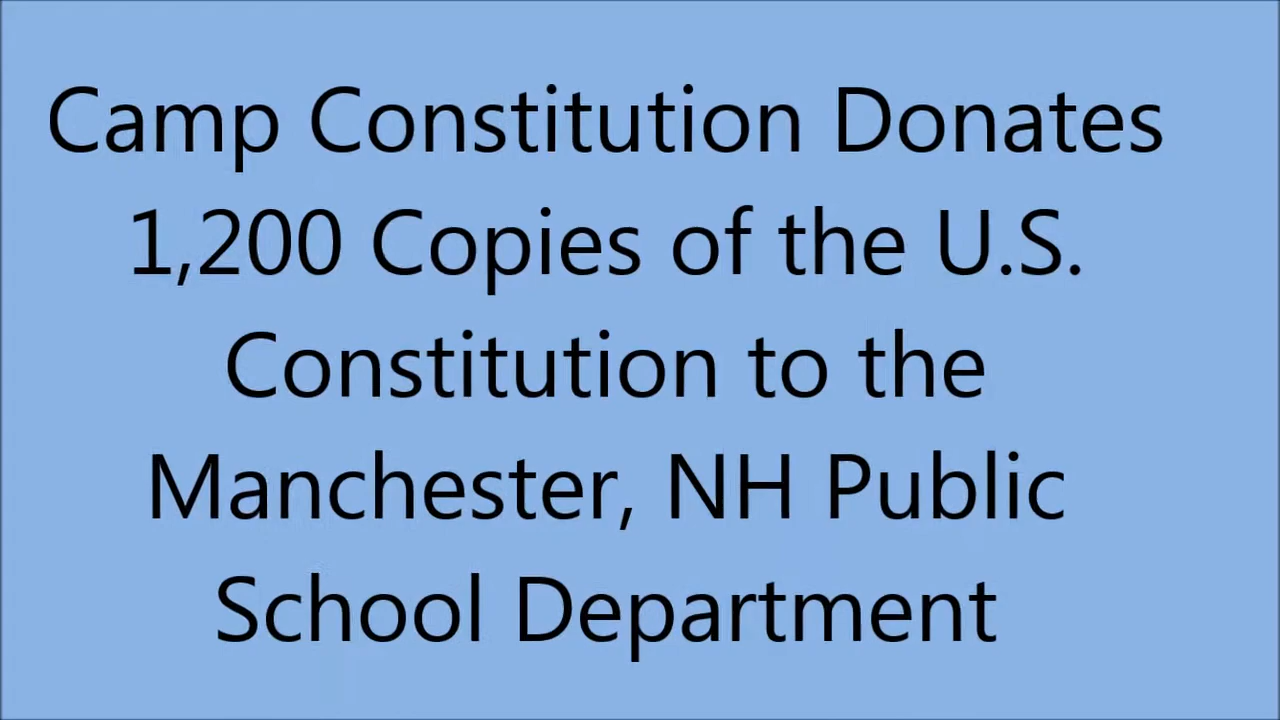 Camp Constitution Donates
1,200 Copies of the U.S.
Constitution to the
Manchester, NH Public
School Department